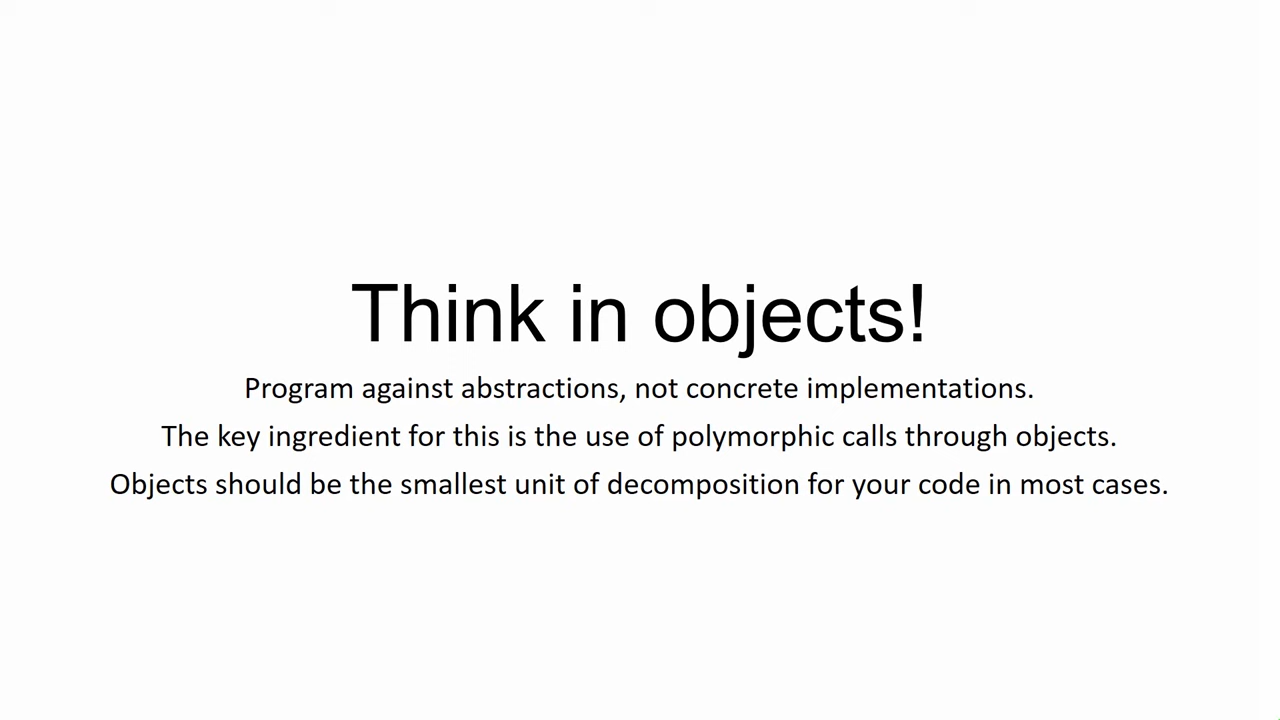 Think in objects!
Program against abstractions, not concrete implementations.
The key ingredient for this is the use of polymorphic calls through objects.
Objects should be the smallest unit of decomposition for your code in most cases.